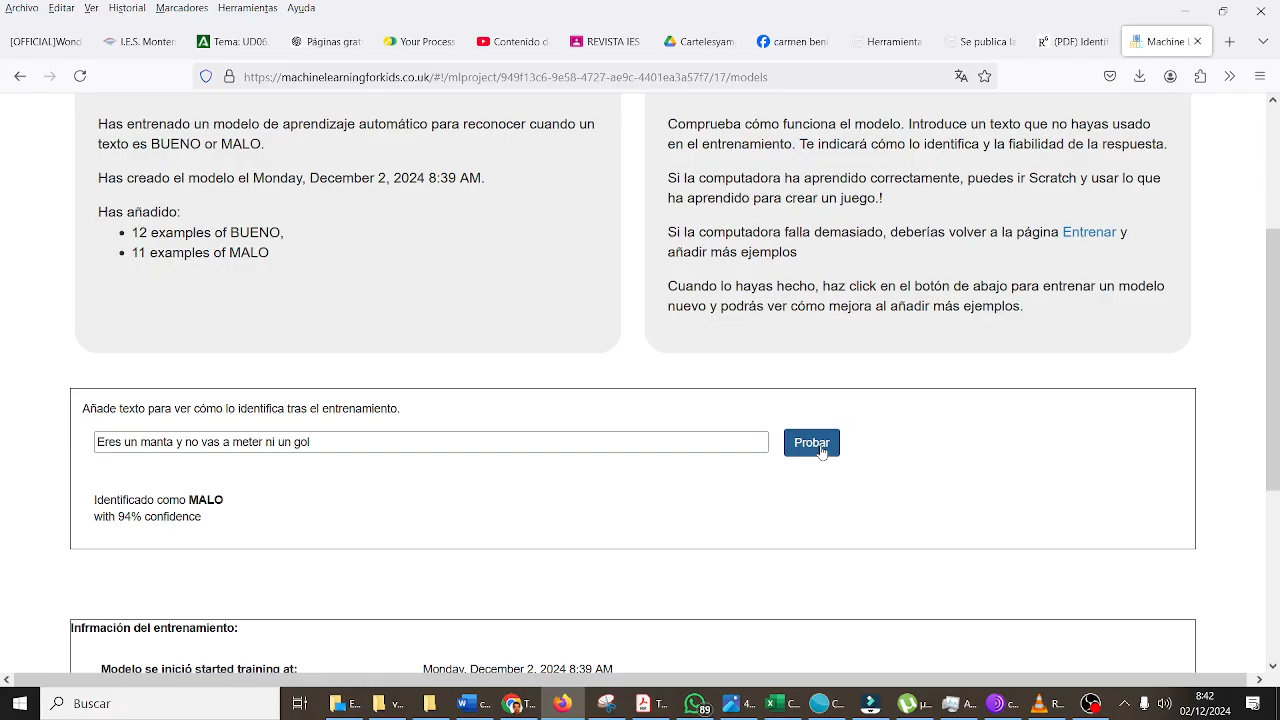 Archivo Editar Ver Historial Marcadores Herramientas Ayuda
[OFFICIAL]Wond I.E.S. Monter Tema: UD06. Páginas grat Your Progress Contenido d REVISTA IES Cartelesyam facebook carmen beni Herramienta Se publica la (PDF) Identif Machine L
https://machinelearningforkids.co.uk/#!/mlproject/949f13c6-9e58-4727-ae9c-4401ea3a57f7/17/models
Has entrenado un modelo de aprendizaje automático para reconocer cuando un
texto es BUENO or MALO.
Has creado el modelo el Monday, December 2, 2024 8:39 AM.
Has añadido:
12 examples of BUENO,
11 examples of MALO
Comprueba cómo funciona el modelo. Introduce un texto que no hayas usado
en el entrenamiento. Te indicará cómo lo identifica y la fiabilidad de la respuesta.
Si la computadora ha aprendido correctamente, puedes ir Scratch y usar lo que
ha aprendido para crear un juego.!
Si la computadora falla demasiado, deberías volver a la página Entrenar y
añadir más ejemplos
Cuando lo hayas hecho, haz click en el botón de abajo para entrenar un modelo
nuevo y podrás ver cómo mejora al añadir más ejemplos.
Añade texto para ver cómo lo identifica tras el entrenamiento.
Eres un manta y no vas a meter ni un gol Probar
Identificado como MALO
with 94% confidence
Infrmación del entrenamiento:
Modelo se inició started training at: Monday, December 2, 2024 8:39 AM
Buscar
8:42
02/12/2024